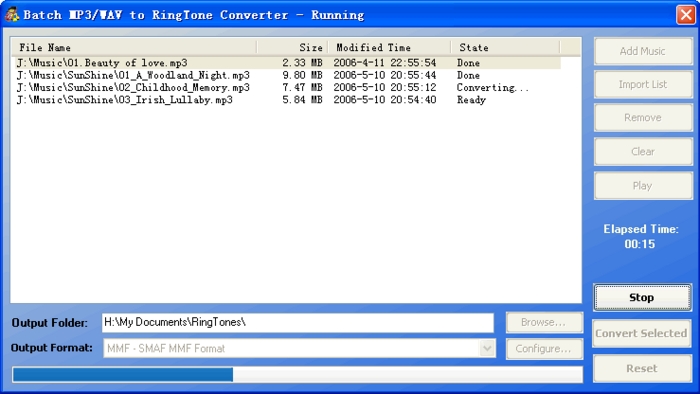 Batch MP3/WAV to RingTone Converter - Running
File Name Size Modified Time State
J:\Music\01.Beauty of love.mp3 2.33 MB 2006-4-11 22:55:54 Done
J:\Music\SunShine\01_A_Woodland_Night.mp3 9.80 MB 2006-5-10 20:55:44 Done
J:\Music\SunShine\02_Childhood_Memory.mp3 7.47 MB 2006-5-10 20:55:12 Converting...
J:\Music\SunShine\03_Irish_Lullaby.mp3 5.84 MB 2006-5-10 20:54:40 Ready
Add Music
Import List
Remove
Clear
Play
Elapsed Time:
00:15
Stop
Output Folder: H:\My Documents\RingTones\ Browse...
Convert Selected
Output Format: MMF - SMAF MMF Format Configure...
Reset